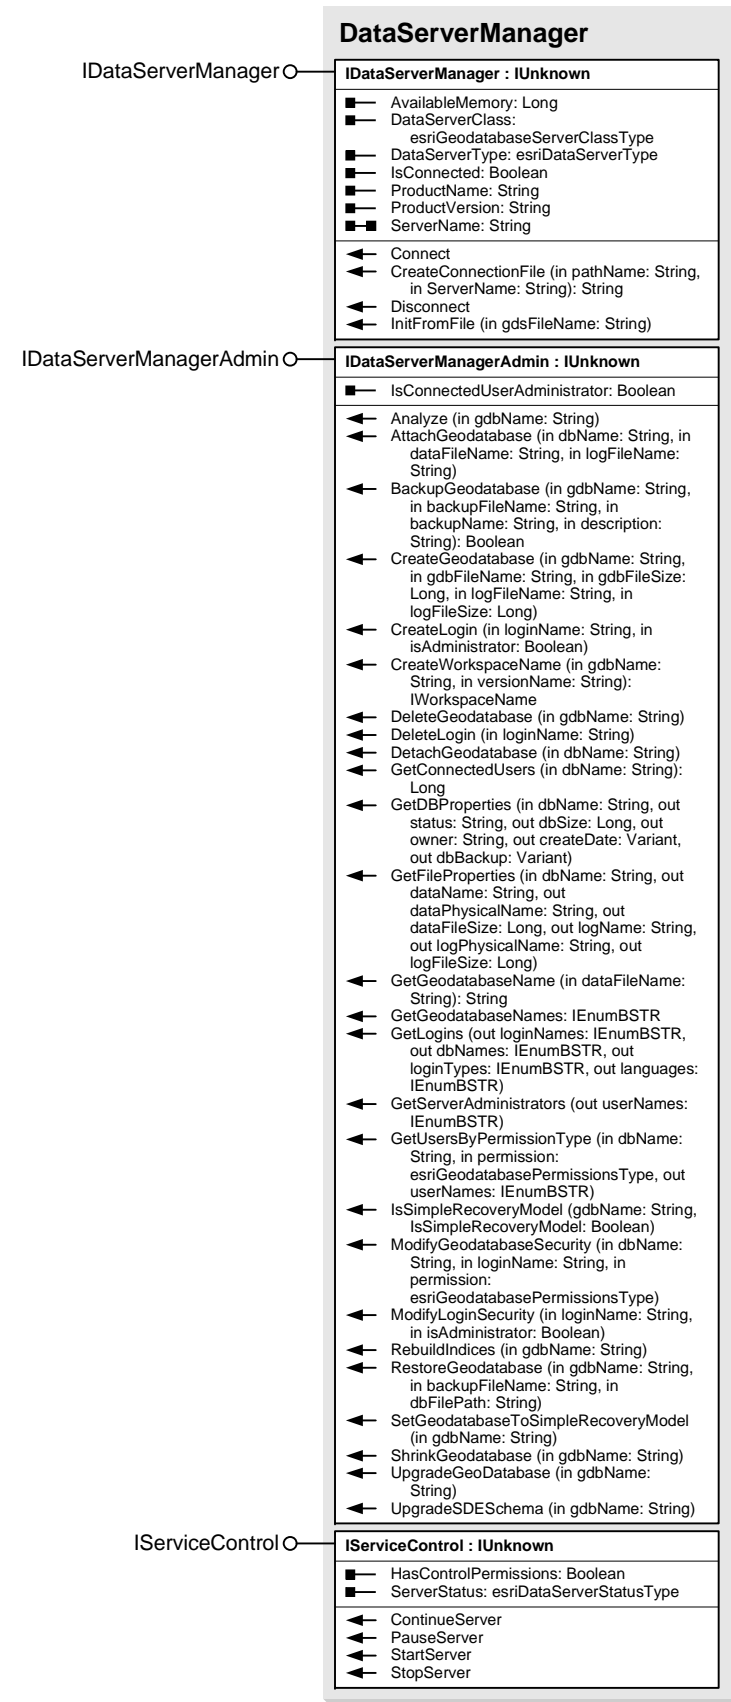 DataServerManager
IDataServerManager
IDataServerManager : IUnknown
AvailableMemory: Long
DataServerClass:
esriGeodatabaseServerClassType
DataServerType: esriDataServerType
IsConnected: Boolean
ProductName: String
ProductVersion: String
ServerName: String
Connect
CreateConnectionFile (in pathName: String,
in ServerName: String): String
Disconnect
InitFromFile (in gdsFileName: String)
IDataServerManagerAdmin
IDataServerManagerAdmin : IUnknown
IsConnectedUserAdministrator: Boolean
Analyze (in gdbName: String)
AttachGeodatabase (in dbName: String, in
dataFileName: String, in logFileName:
String)
BackupGeodatabase (in gdbName: String,
in backupFileName: String, in
backupName: String, in description:
String): Boolean
CreateGeodatabase (in gdbName: String,
in gdbFileName: String, in gdbFileSize:
Long, in logFileName: String, in
logFileSize: Long)
CreateLogin (in loginName: String, in
isAdministrator: Boolean)
CreateWorkspaceName (in gdbName:
String, in versionName: String):
IWorkspaceName
DeleteGeodatabase (in gdbName: String)
DeleteLogin (in loginName: String)
DetachGeodatabase (in dbName: String)
GetConnectedUsers (in dbName: String):
Long
GetDBProperties (in dbName: String, out
status: String, out dbSize: Long, out
owner: String, out createDate: Variant,
out dbBackup: Variant)
GetFileProperties (in dbName: String, out
dataName: String, out
dataPhysicalName: String, out
dataFileSize: Long, out logName: String,
out logPhysicalName: String, out
logFileSize: Long)
GetGeodatabaseName (in dataFileName:
String): String
GetGeodatabaseNames: IEnumBSTR
GetLogins (out loginNames: IEnumBSTR,
out dbNames: IEnumBSTR, out
loginTypes: IEnumBSTR, out languages:
IEnumBSTR)
GetServerAdministrators (out userNames:
IEnumBSTR)
GetUsersByPermissionType (in dbName:
String, in permission:
esriGeodatabasePermissionsType, out
userNames: IEnumBSTR)
IsSimpleRecoveryModel (gdbName: String,
IsSimpleRecoveryModel: Boolean)
ModifyGeodatabaseSecurity (in dbName:
String, in loginName: String, in
permission:
esriGeodatabasePermissionsType)
ModifyLoginSecurity (in loginName: String,
in isAdministrator: Boolean)
RebuildIndices (in gdbName: String)
RestoreGeodatabase (in gdbName: String,
in backupFileName: String, in
dbFilePath: String)
SetGeodatabaseToSimpleRecoveryModel
(in gdbName: String)
ShrinkGeodatabase (in gdbName: String)
UpgradeGeoDatabase (in gdbName:
String)
UpgradeSDESchema (in gdbName: String)
IServiceControl
IServiceControl : IUnknown
HasControlPermissions: Boolean
ServerStatus: esriDataServerStatusType
ContinueServer
PauseServer
StartServer
StopServer